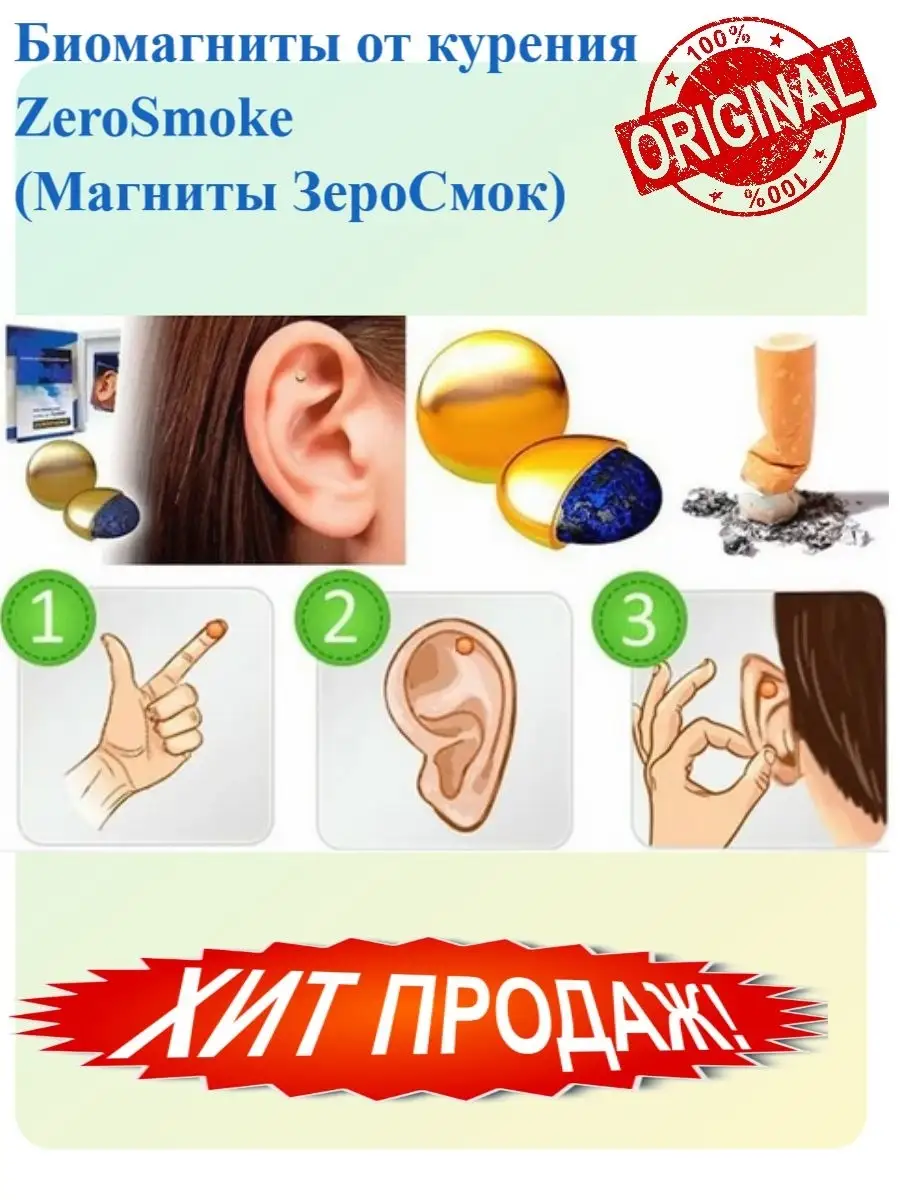 Биомагниты от курения
ZeroSmoke
(Магниты ЗероСмок)
100%
ORIGINAL
100%
1
2
3
ХИТ ПРОДАЖ!